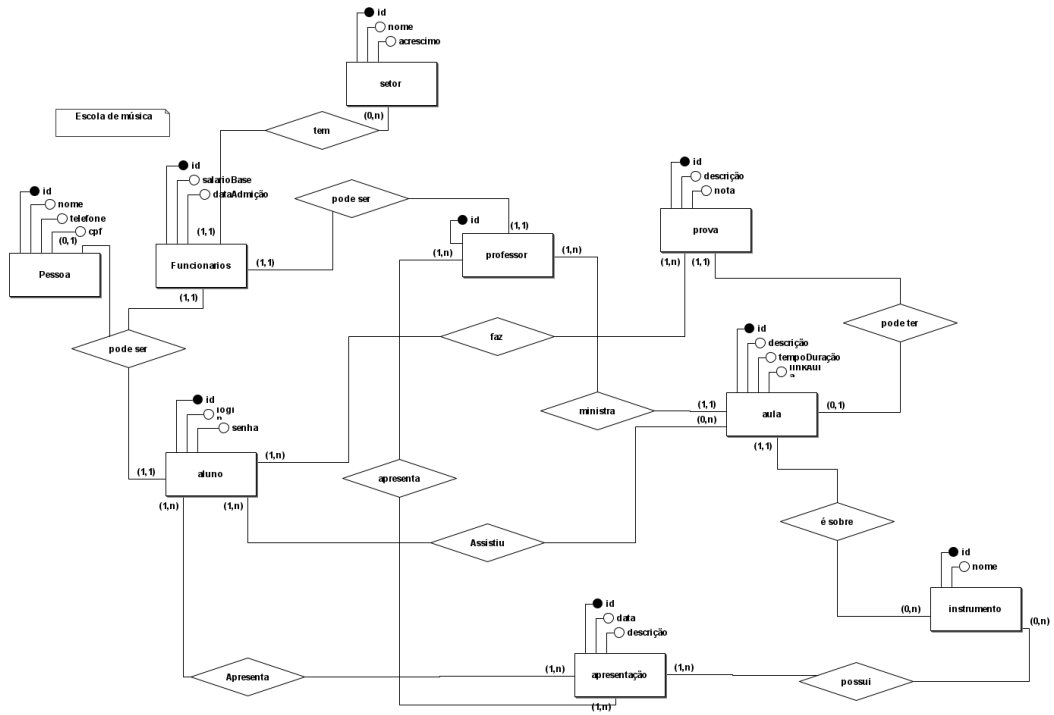 id
nome
acrescimo
setor
(0,n)
Escola de música
tem
id
salarioBase
dataAdmição
(1,1)
Funcionarios
(1,1)
(1,1)
id
nome
telefone
cpf
(0,1)
Pessoa
pode ser
pode ser
(1,1)
id
professor
(1,n)
(1,n)
id
descrição
nota
prova
(1,n)
(1,1)
faz
pode ter
id
descrição
tempoDuração
aula
(1,1)
(0,n)
(0,1)
(1,1)
ministra
id
senha
aluno
(1,1)
(1,n)
(1,n)
(1,n)
apresenta
Assistiu
é sobre
id
nome
instrumento
(0,n)
(0,n)
id
data
descrição
apresentação
(1,n)
(1,n)
(1,n)
Apresenta
possui